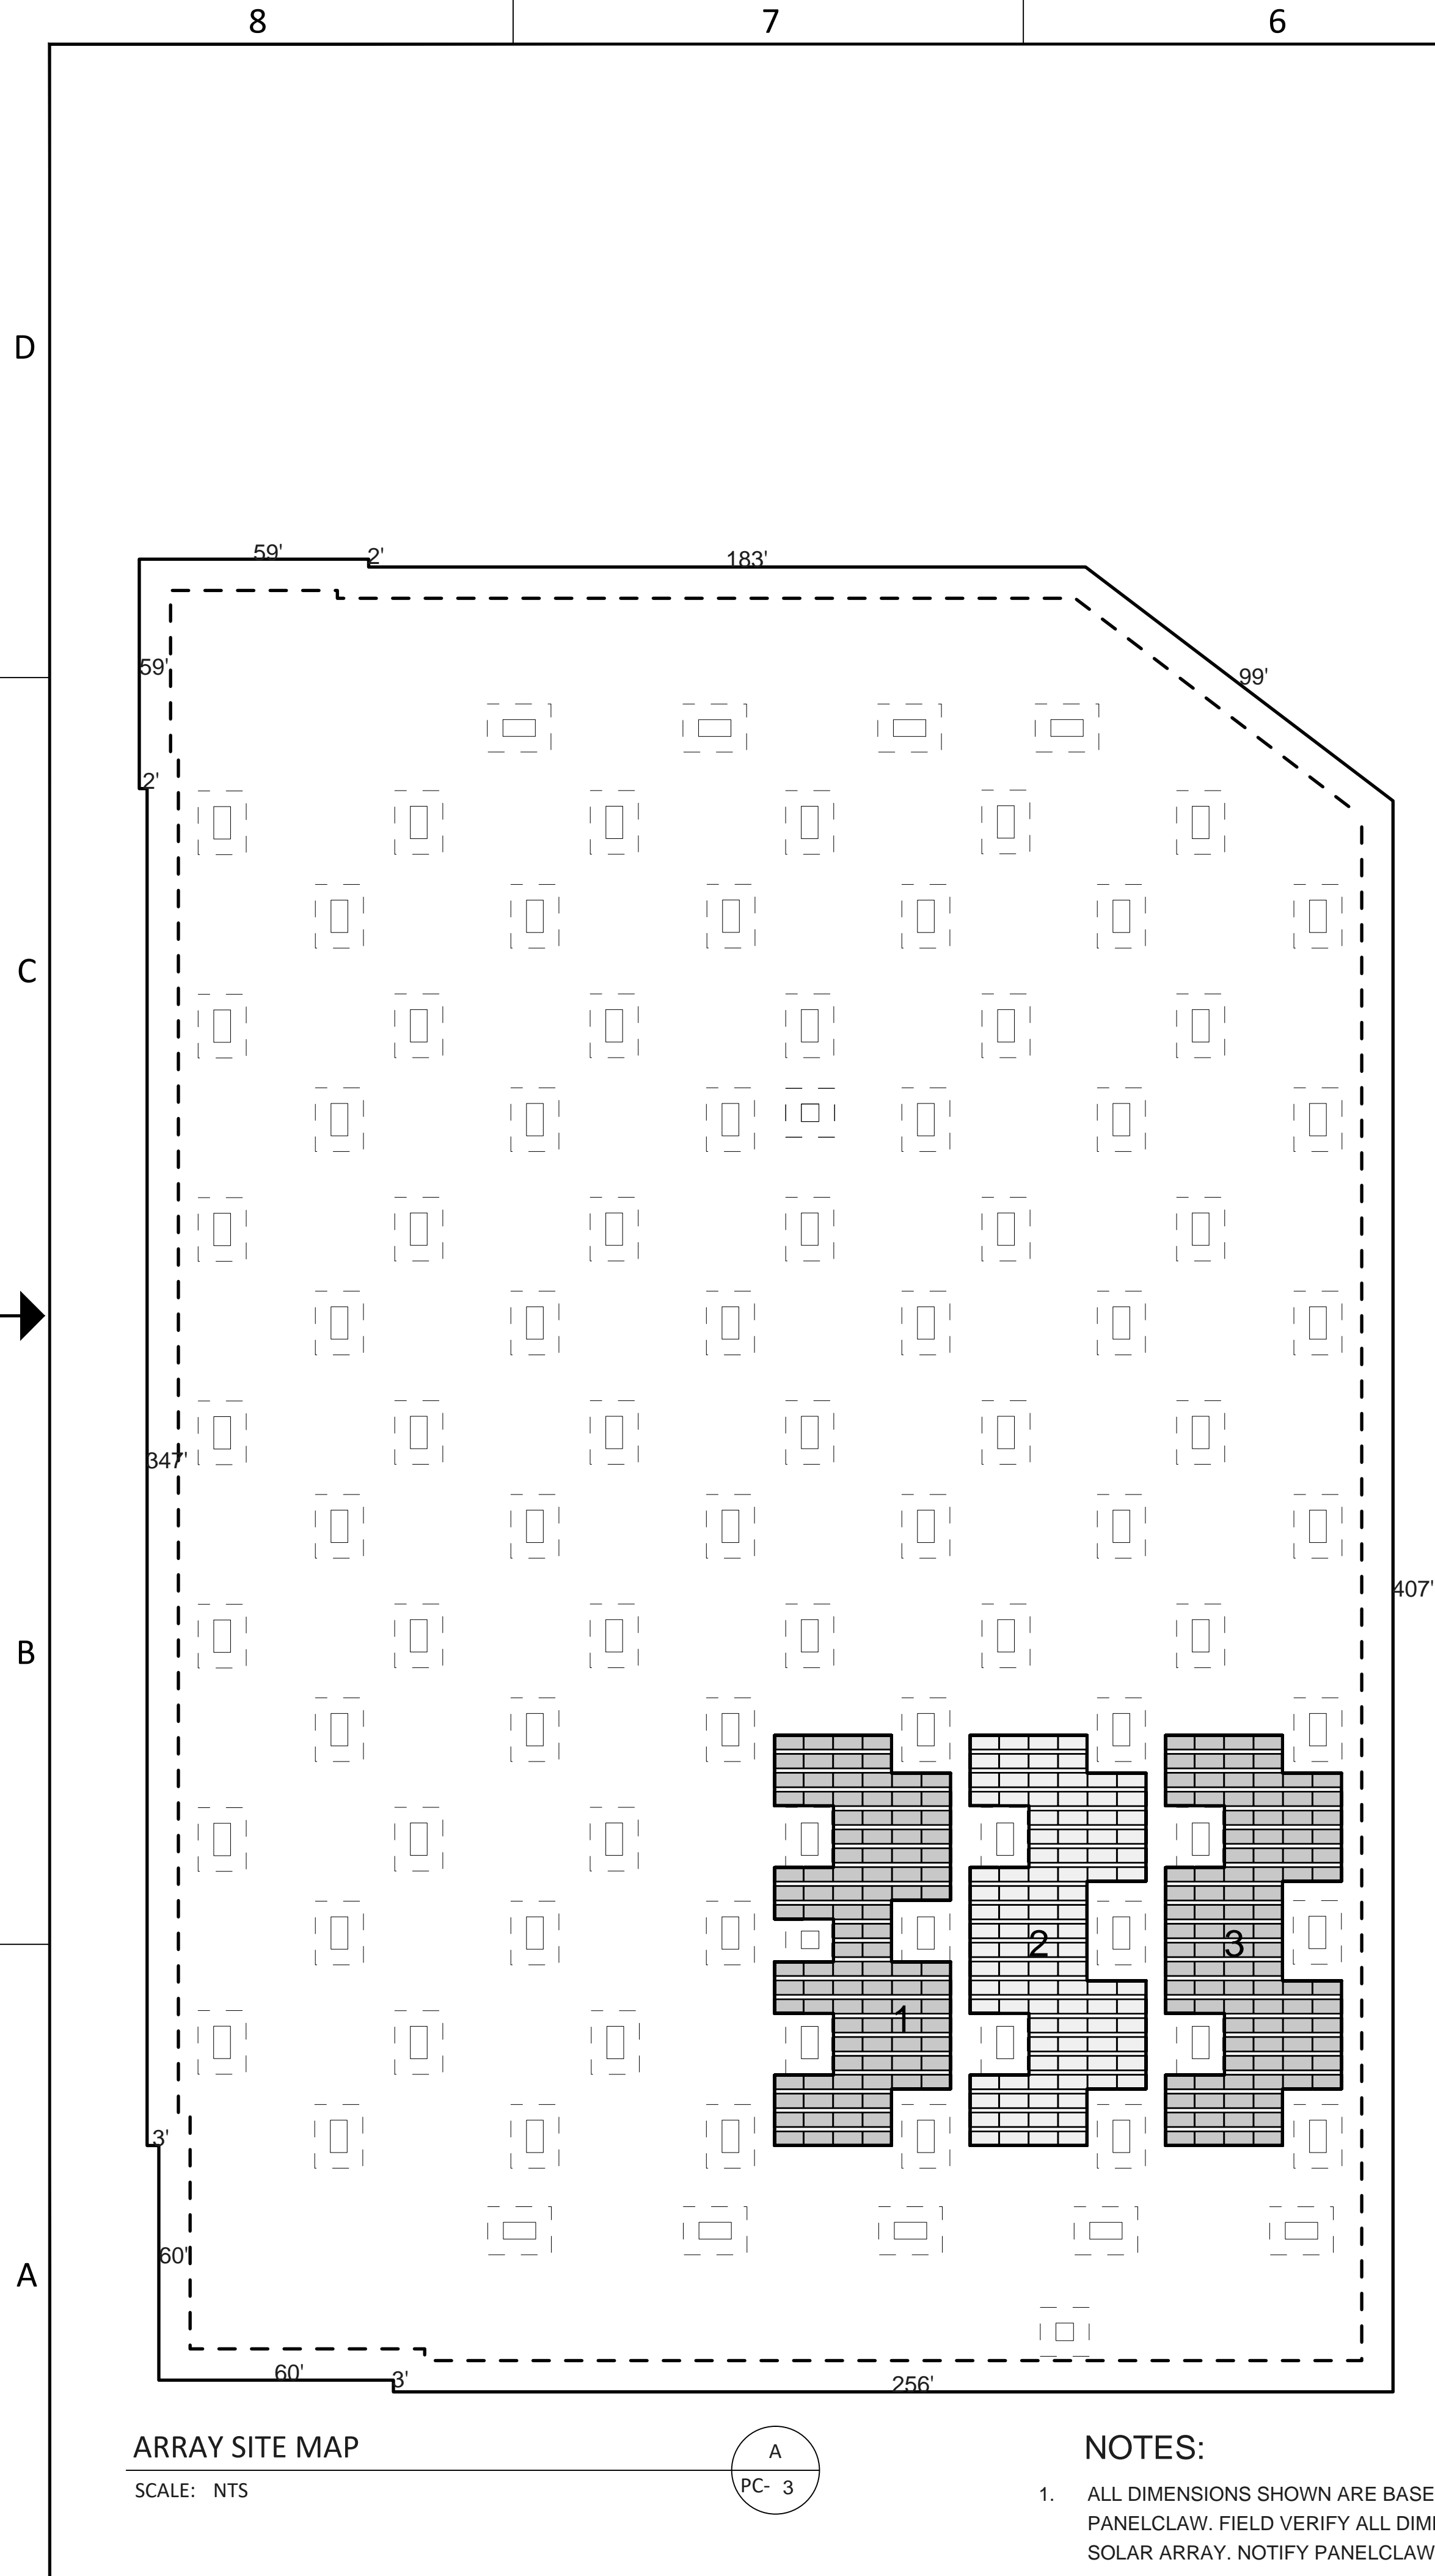 8 7 6
D
59' 2' 183'
59' 99'
2'
C
347'
407'
B
2 3
1
3'
60'
A
60' 3' 256'
ARRAY SITE MAP
SCALE: NTS
A
PC- 3
NOTES:
1. ALL DIMENSIONS SHOWN ARE BASE
PANELCLAW. FIELD VERIFY ALL DIM
SOLAR ARRAY. NOTIFY PANELCLAW